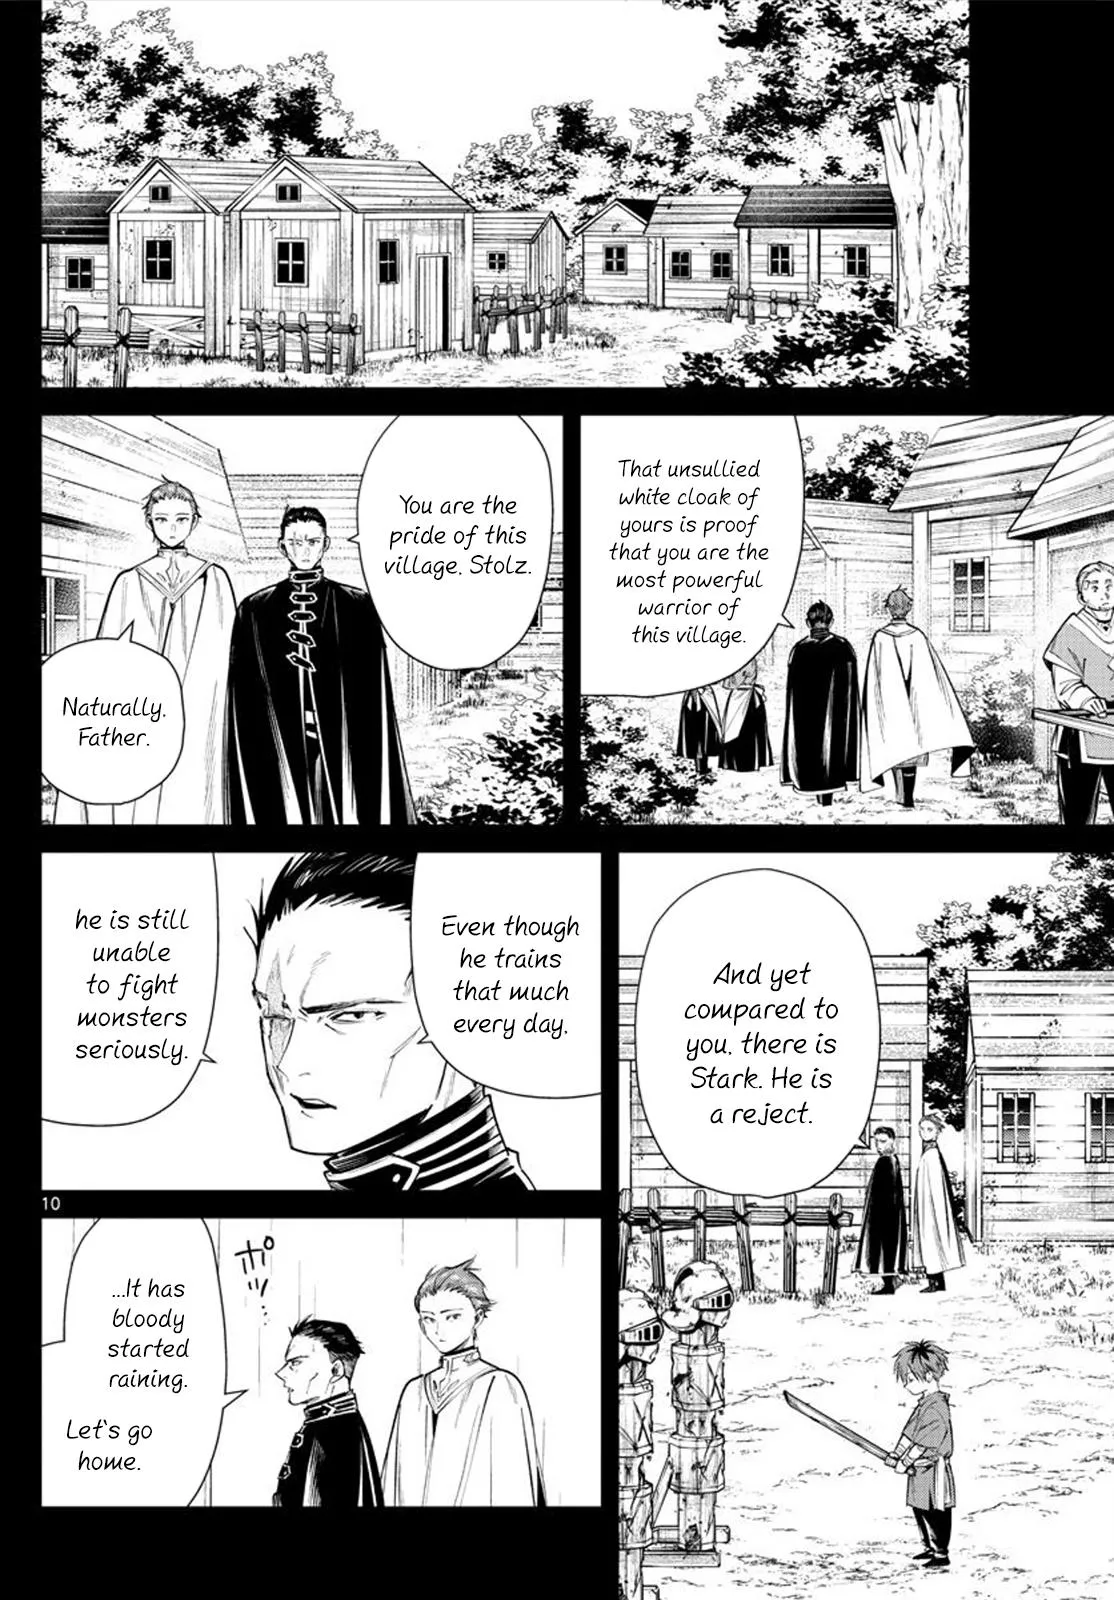 That unsullied
white cloak of
yours is proof
that you are the
most powerful
warrior of
this village.
You are the
pride of this
village, Stolz.
Naturally,
Father.
And yet
compared to
you, there is
Stark. He is
a reject.
Even though
he trains
that much
every day,
he is still
unable
to fight
monsters
seriously.
10
ポツ
...It has
bloody
started
raining.
Let's go
home.